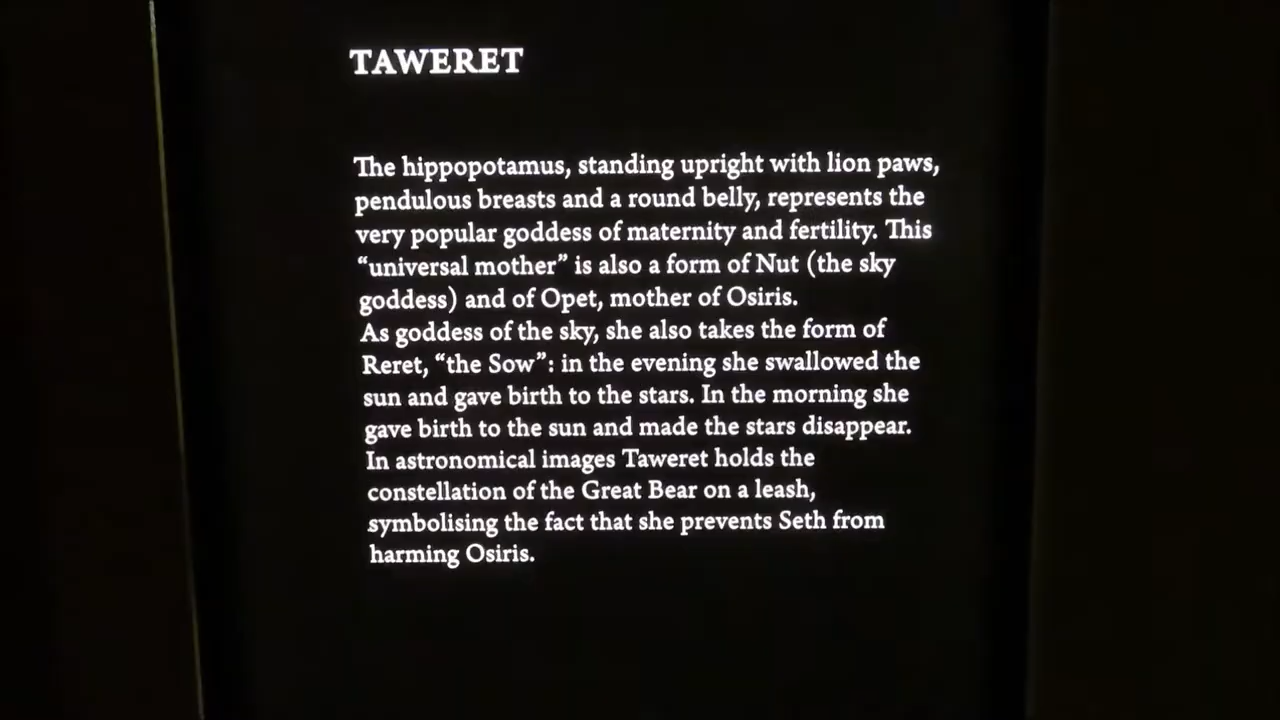 TAWERET
The hippopotamus, standing upright with lion paws,
pendulous breasts and a round belly, represents the
very popular goddess of maternity and fertility. This
“universal mother” is also a form of Nut (the sky
goddess) and of Opet, mother of Osiris.
As goddess of the sky, she also takes the form of
Reret, “the Sow”: in the evening she swallowed the
sun and gave birth to the stars. In the morning she
gave birth to the sun and made the stars disappear.
In astronomical images Taweret holds the
constellation of the Great Bear on a leash,
symbolising the fact that she prevents Seth from
harming Osiris.